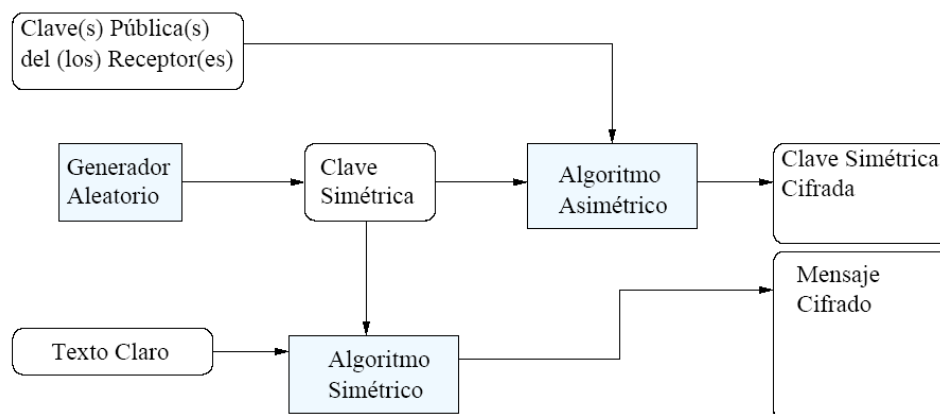 Clave(s) Pública(s)
del (los) Receptor(es)
Generador
Aleatorio
Clave
Simétrica
Algoritmo
Asimétrico
Clave Simétrica
Cifrada
Mensaje
Cifrado
Texto Claro
Algoritmo
Simétrico